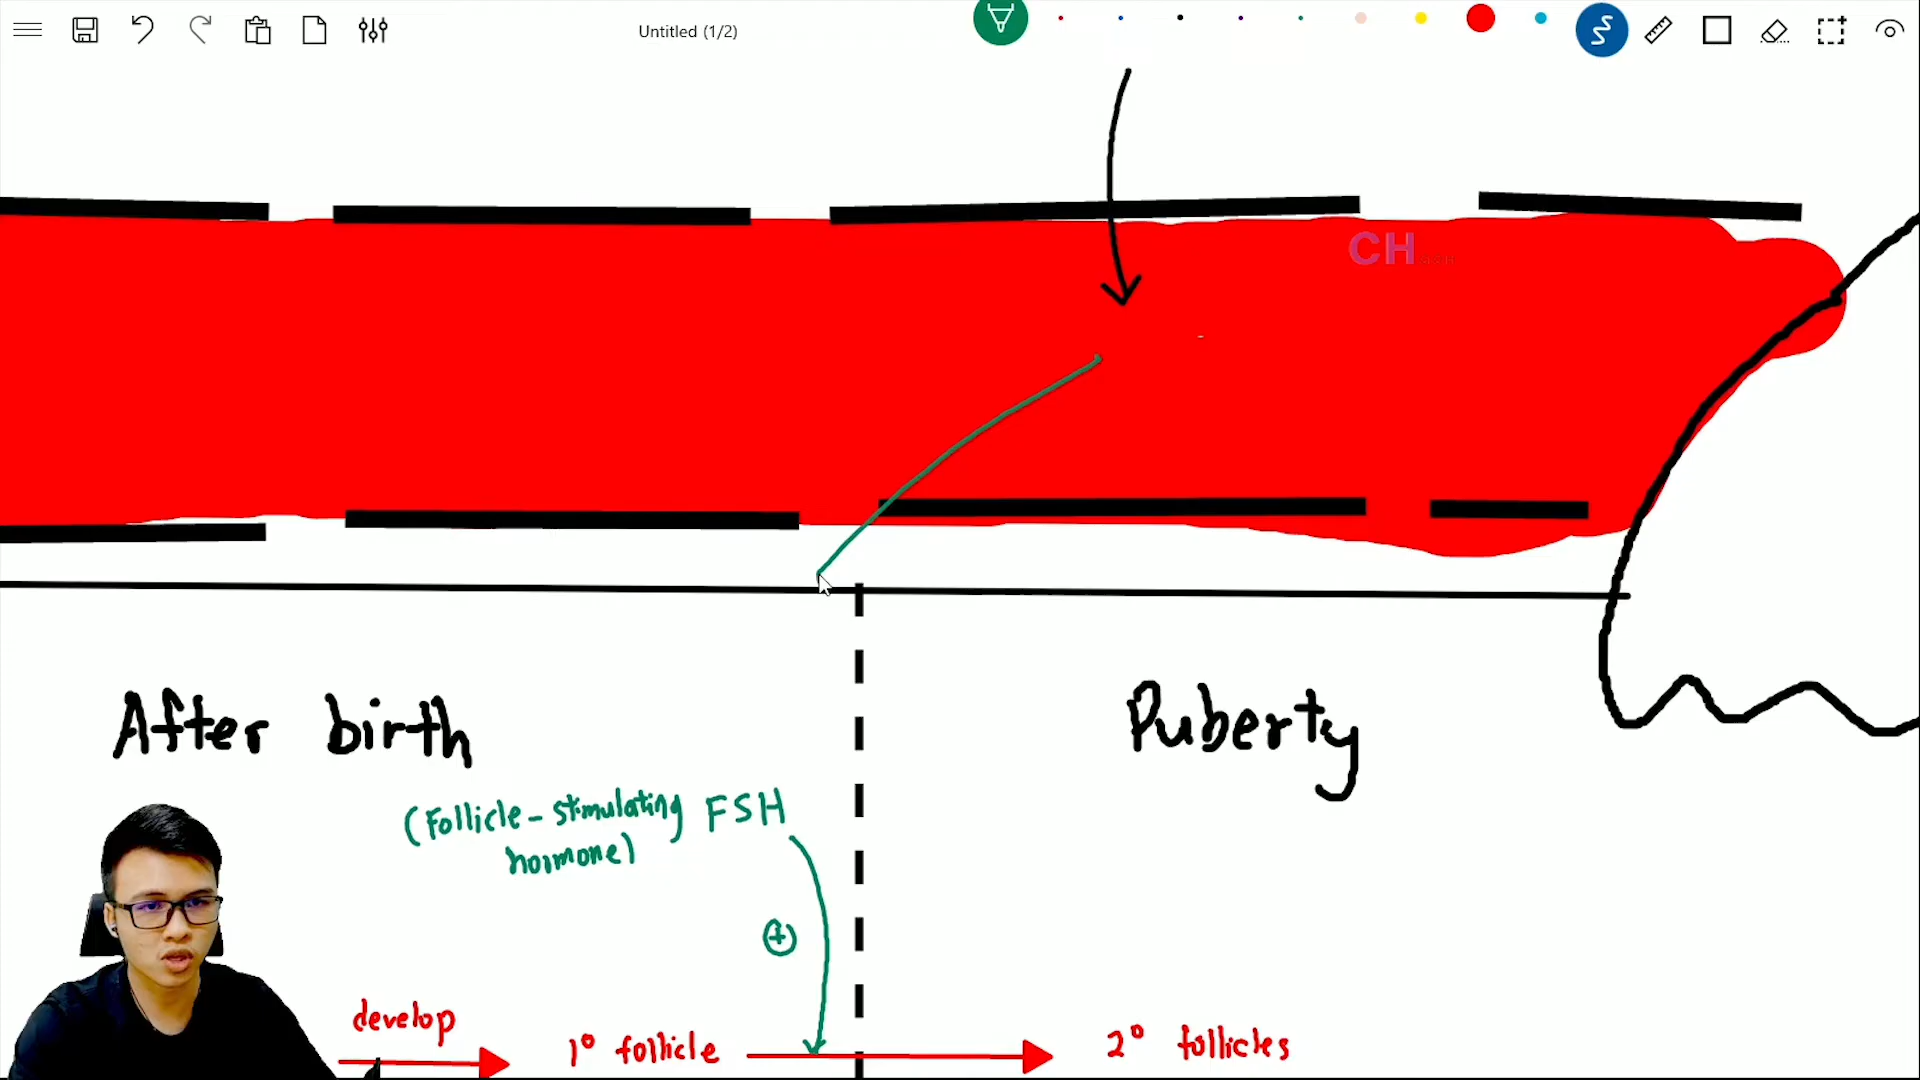 Untitled (1/2)
CH
After birth
Puberty
(Follicle-stimulating FSH
hormone)
+
develop
1° follicle
2° follicles